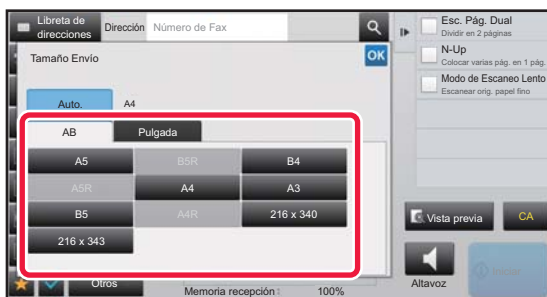 Libreta de direcciones
Dirección
Número de Fax
Tamaño Envío
OK
Auto.
A4
AB
Pulgada
A5
B5R
B4
A5R
A4
A3
B5
A4R
216 x 340
216 x 343
Otros
Memoria recepción:
100%
Esc. Pág. Dual
Dividir en 2 páginas
N-Up
Colocar varias pág. en 1 pág.
Modo de Escaneo Lento
Escanear orig. papel fino
Vista previa
CA
Altavoz
Iniciar